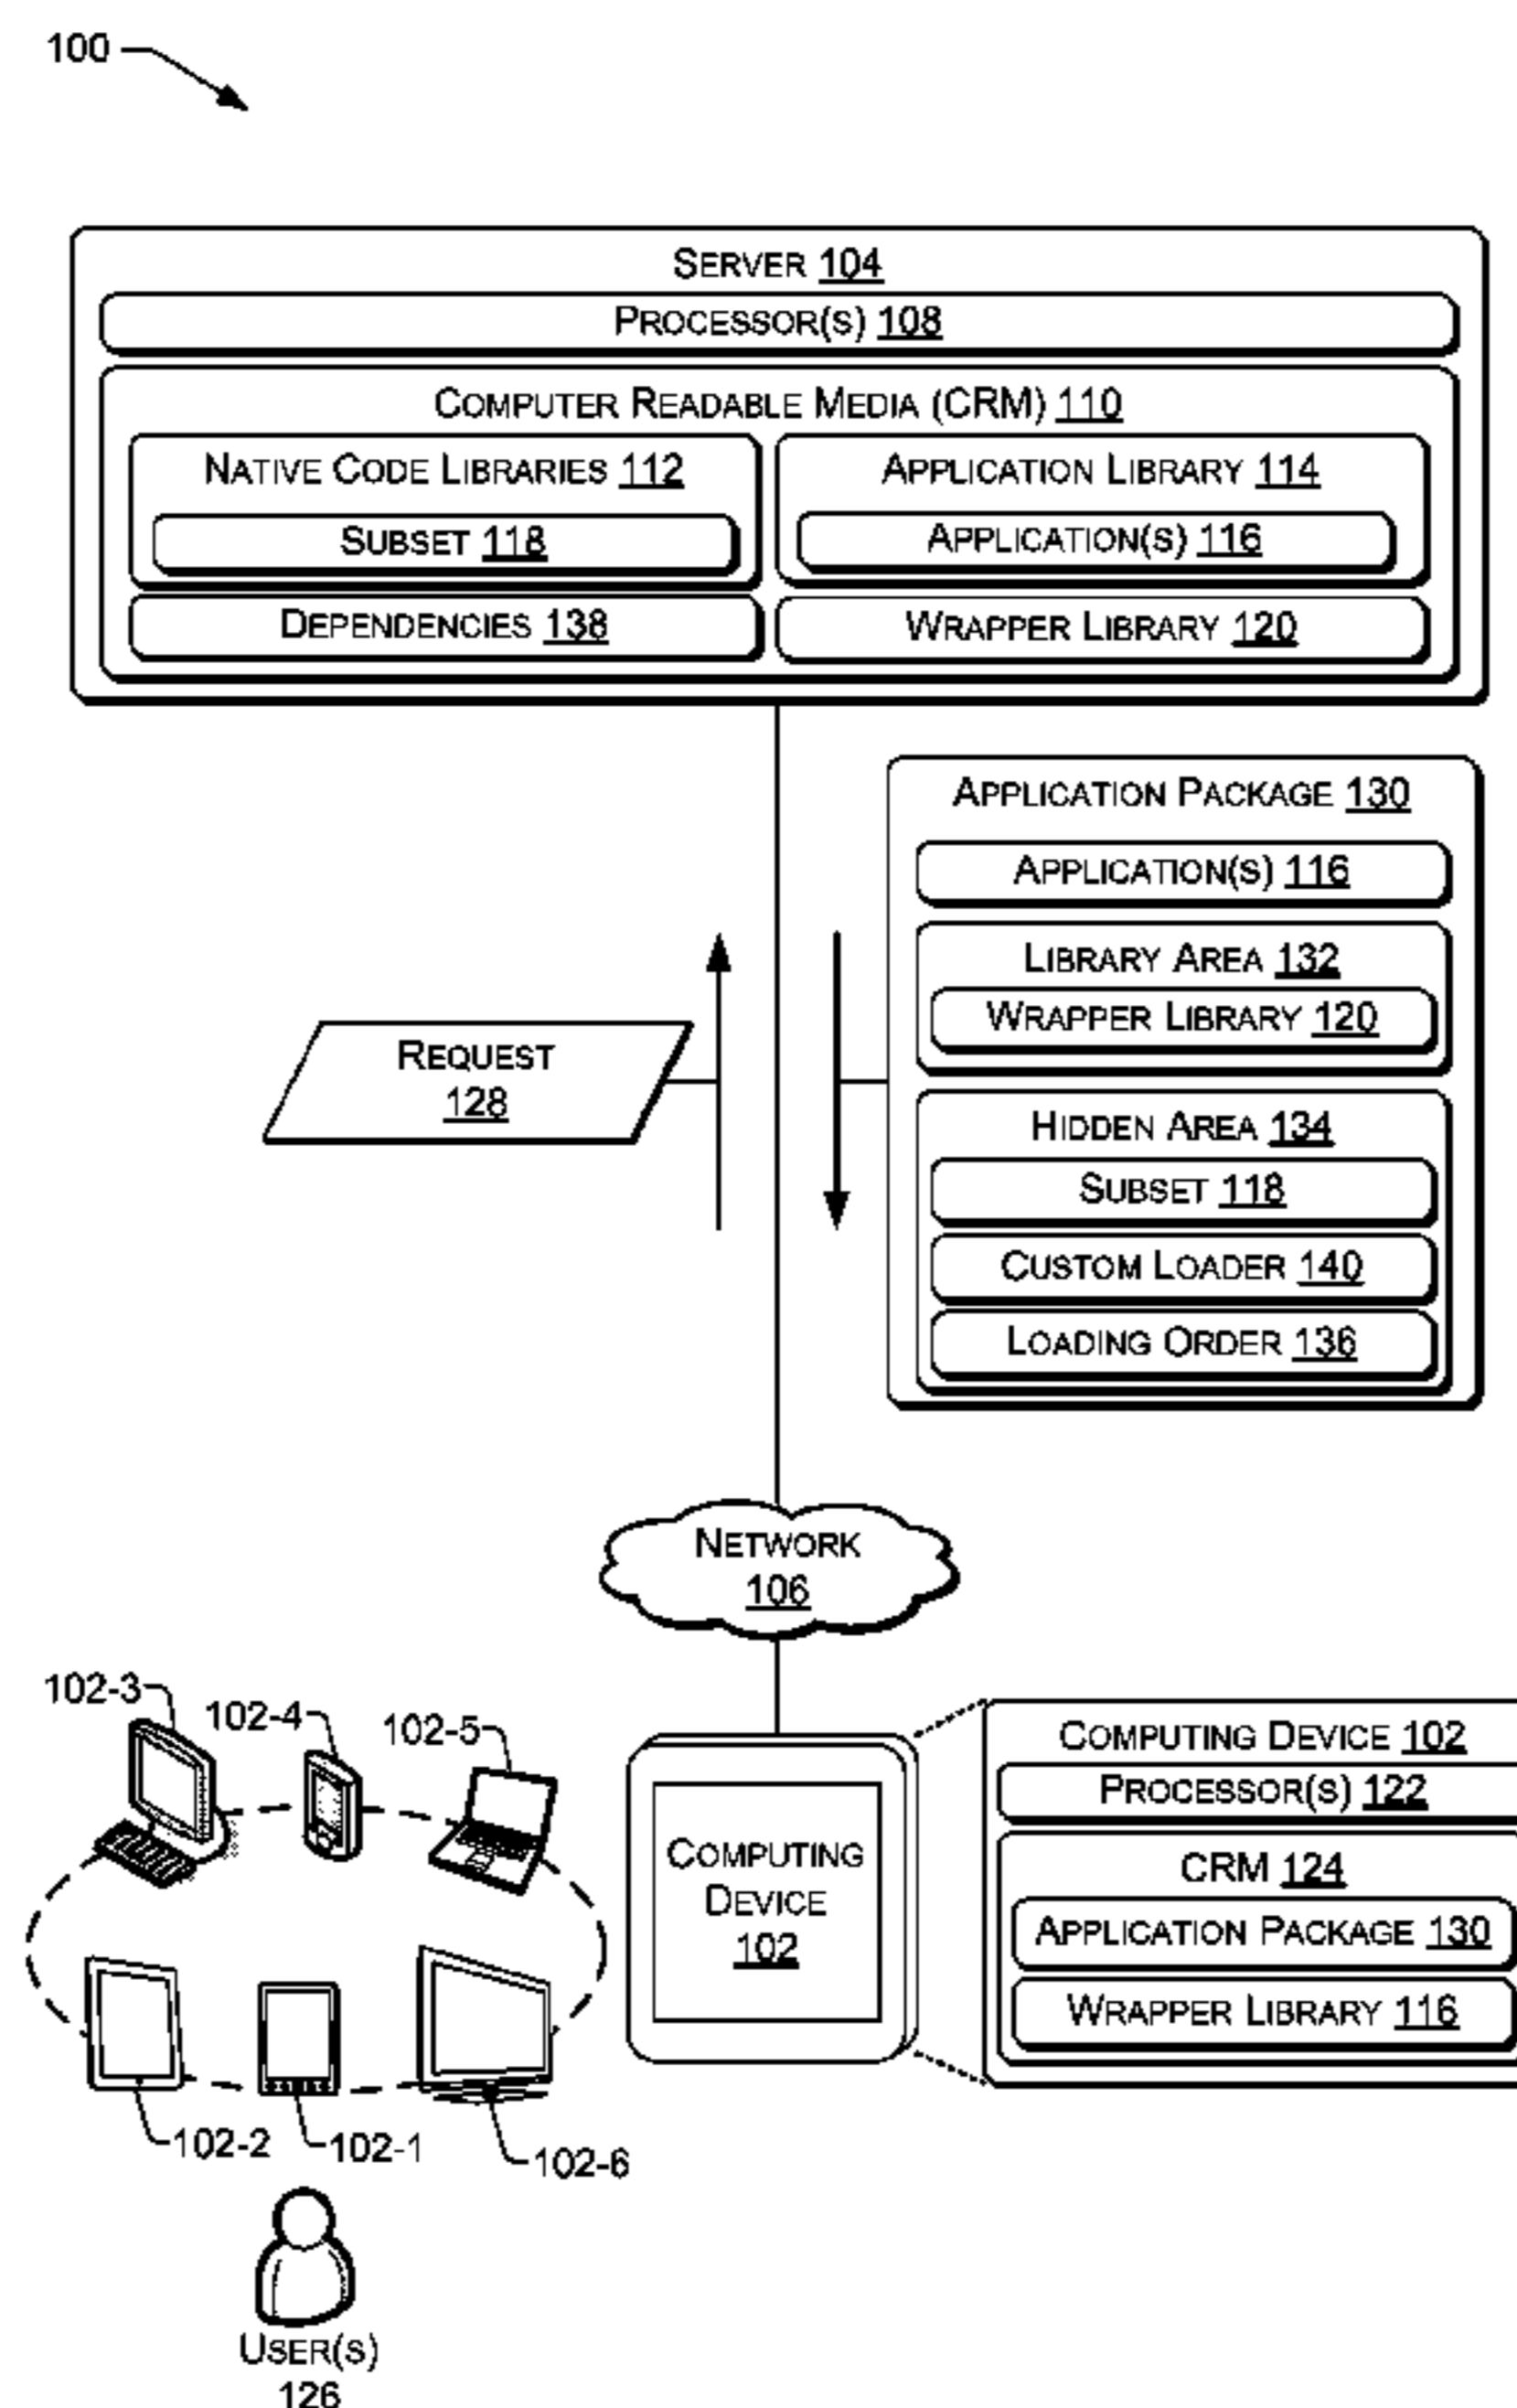 100
SERVER 104
PROCESSOR(S) 108
COMPUTER READABLE MEDIA (CRM) 110
NATIVE CODE LIBRARIES 112
SUBSET 118
APPLICATION LIBRARY 114
APPLICATION(S) 116
DEPENDENCIES 138
WRAPPER LIBRARY 120
APPLICATION PACKAGE 130
APPLICATION(S) 116
LIBRARY AREA 132
WRAPPER LIBRARY 120
HIDDEN AREA 134
SUBSET 118
CUSTOM LOADER 140
LOADING ORDER 136
REQUEST
128
NETWORK
106
102-3
102-4
102-5
102-2
102-1
102-6
USER(S)
126
COMPUTING
DEVICE
102
COMPUTING DEVICE 102
PROCESSOR(S) 122
CRM 124
APPLICATION PACKAGE 130
WRAPPER LIBRARY 116